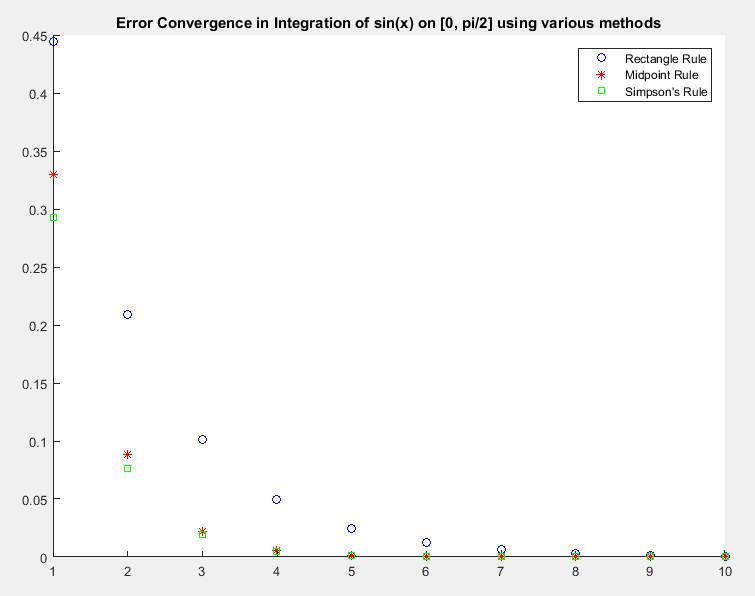 Error Convergence in Integration of sin(x) on [0, pi/2] using various methods
0.45
Rectangle Rule
Midpoint Rule
Simpson's Rule
0.4
0.35
0.3
0.25
0.2
0.15
0.1
0.05
0
1 2 3 4 5 6 7 8 9 10